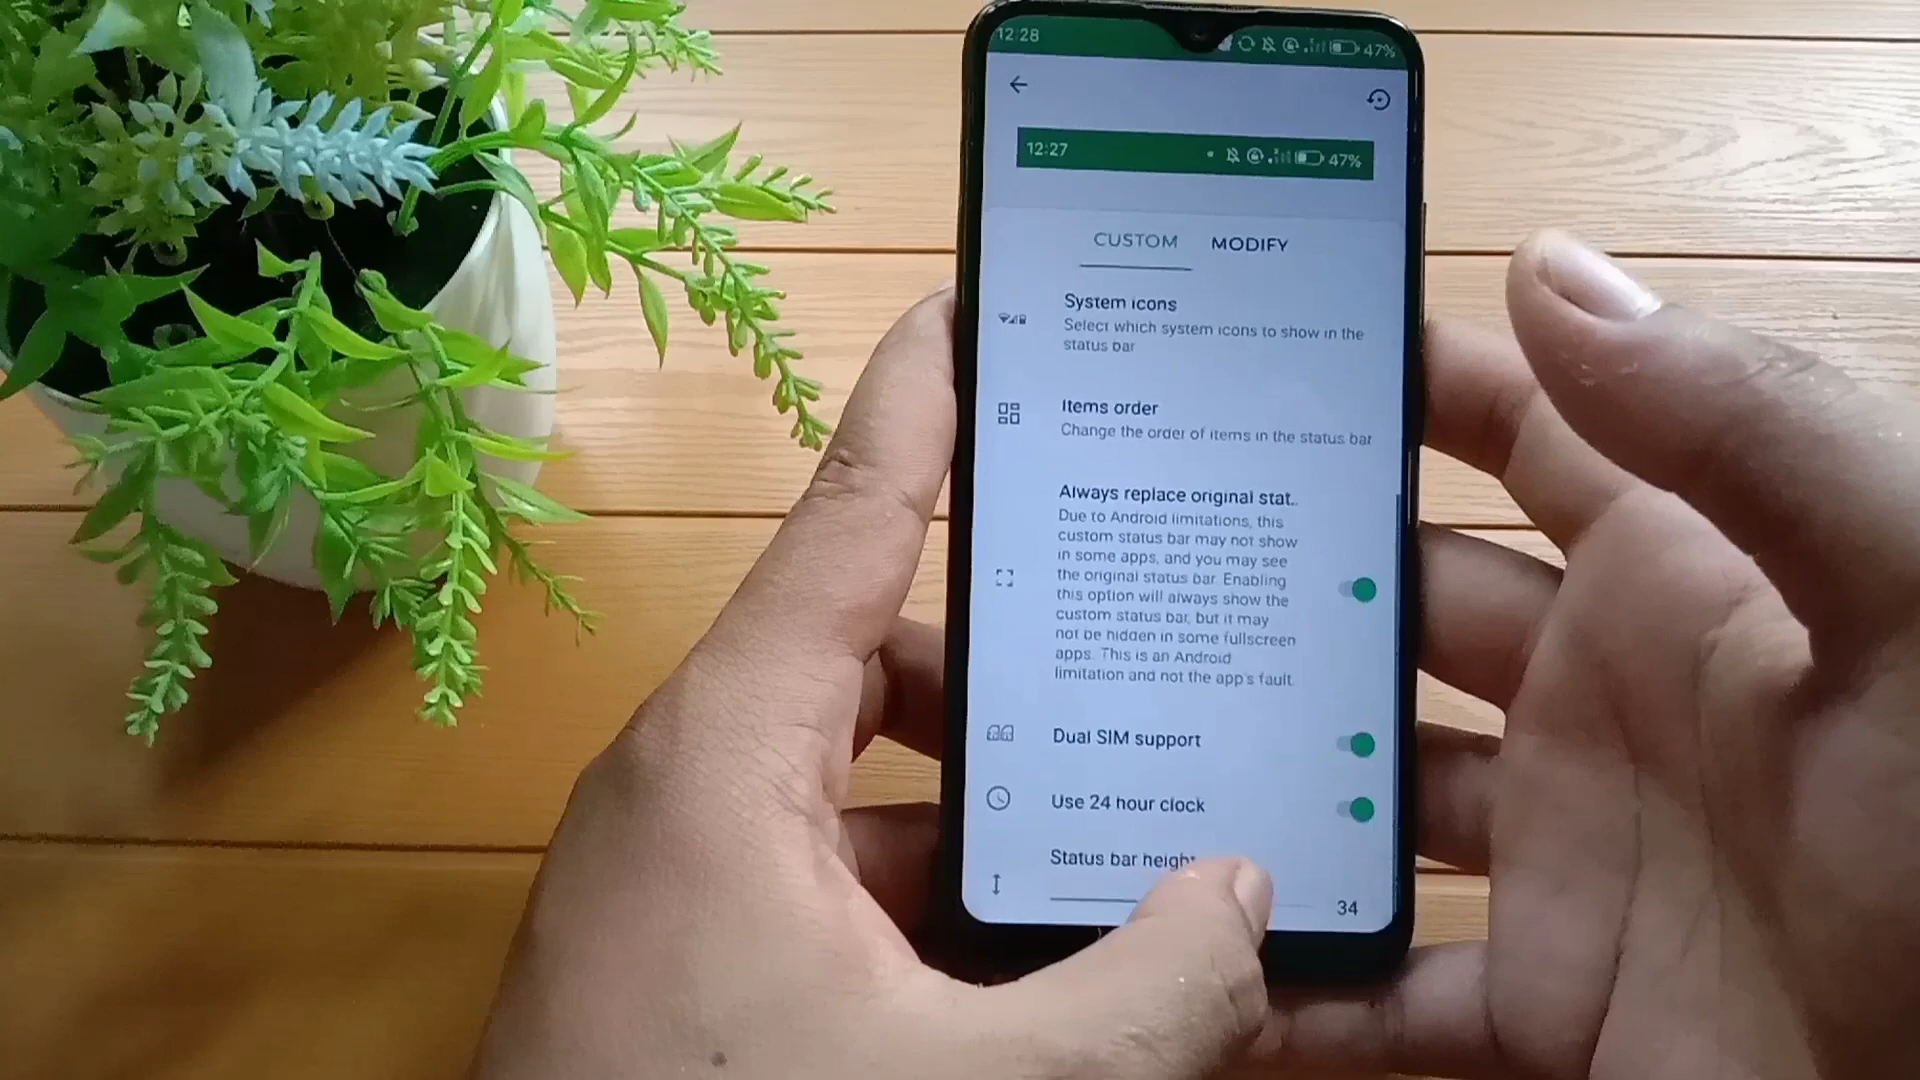 12:28
47%
12:27
47%
CUSTOM MODIFY
System icons
Select which system icons to show in the
status bar
Items order
Change the order of items in the status bar
Always replace original stat..
Due to Android limitations, this
custom status bar may not show
in some apps, and you may see
the original status bar. Enabling
this option will always show the
custom status bar, but it may
not be hidden in some fullscreen
apps. This is an Android
limitation and not the app's fault.
Dual SIM support
Use 24 hour clock
Status bar
34